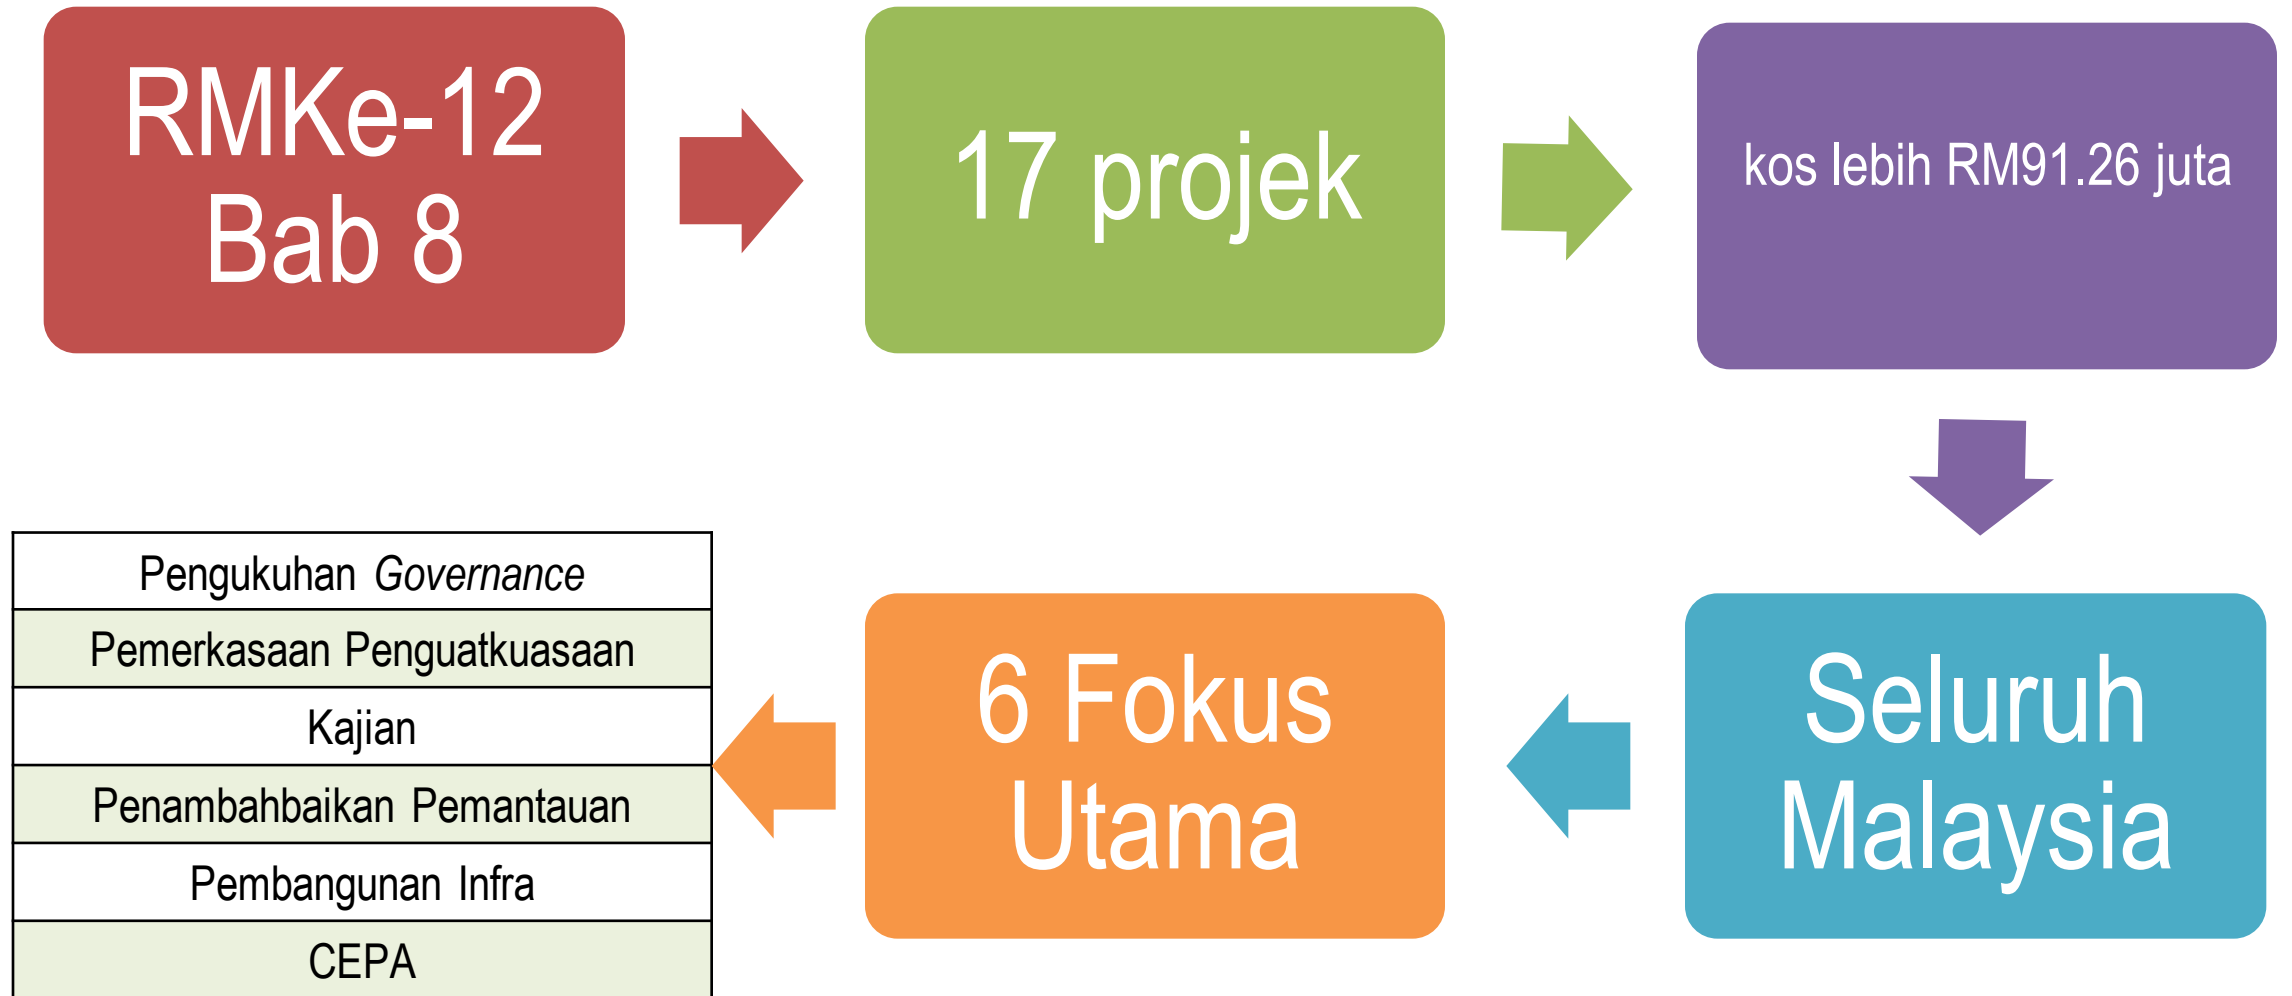 RMKe-12
Bab 8
17 projek
kos lebih RM91.26 juta
Seluruh
Malaysia
6 Fokus
Utama
Pengukuhan Governance
Pemerkasaan Penguatkuasaan
Kajian
Penambahbaikan Pemantauan
Pembangunan Infra
CEPA